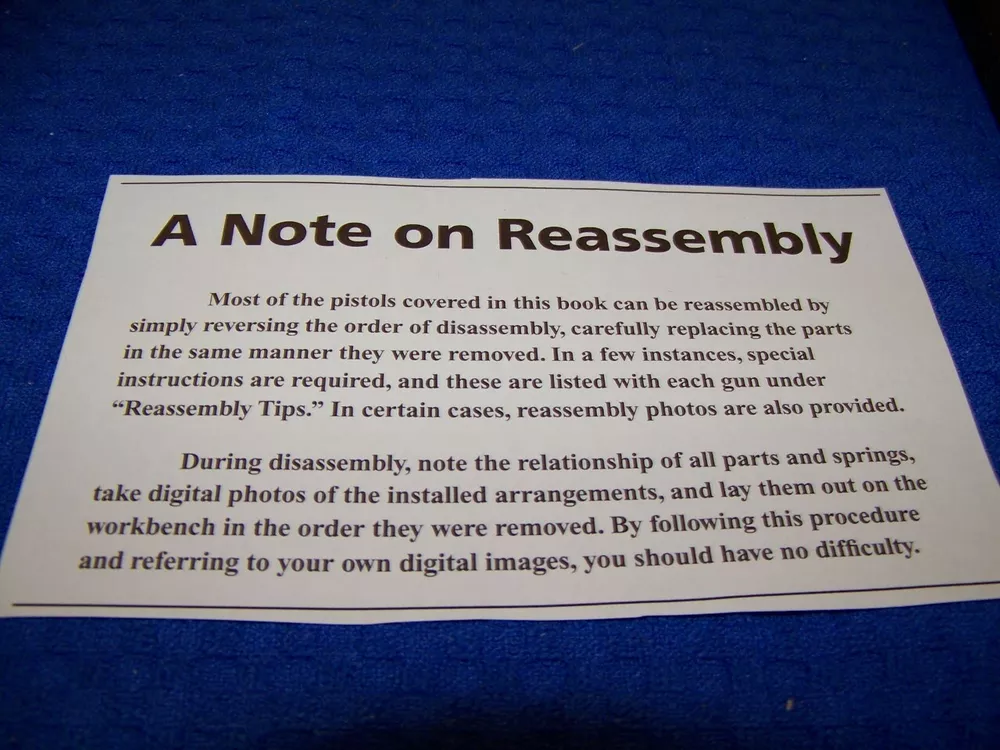 A Note on Reassembly
Most of the pistols covered in this book can be reassembled by
simply reversing the order of disassembly, carefully replacing the parts
in the same manner they were removed. In a few instances, special
instructions are required, and these are listed with each gun under
“Reassembly Tips.” In certain cases, reassembly photos are also provided.
During disassembly, note the relationship of all parts and springs,
take digital photos of the installed arrangements, and lay them out on the
workbench in the order they were removed. By following this procedure
and referring to your own digital images, you should have no difficulty.